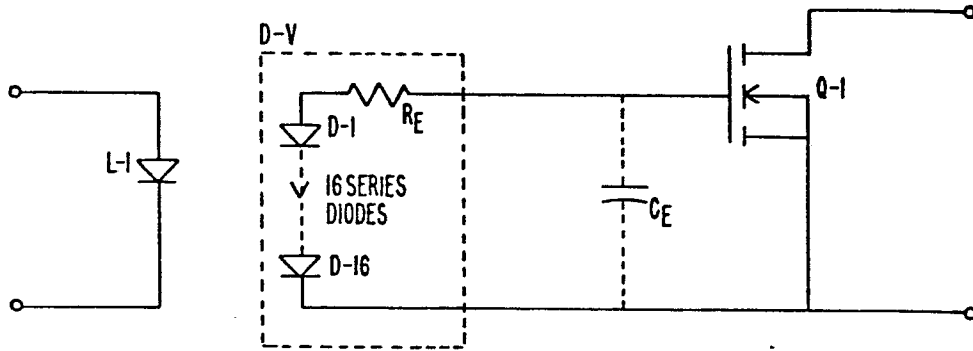 D-V
L-1
D-1
R_E
16 SERIES
DIODES
D-16
C_E
Q-1